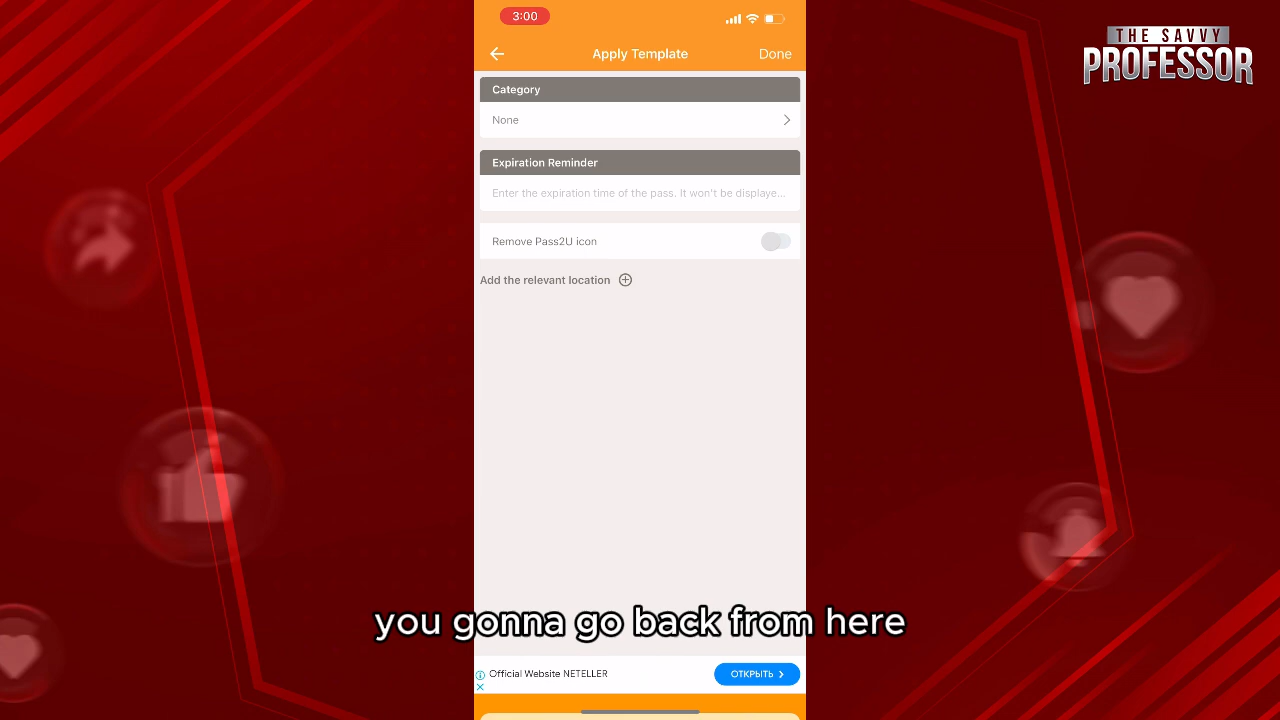 3:00
THE SAVVY
PROFESSOR
Apply Template
Done
Category
None
Expiration Reminder
Enter the expiration time of the pass. It won't be displaye...
Remove Pass2U icon
Add the relevant location
you gonna go back from here
Official Website NETELLER
ОТКРЫТЬ